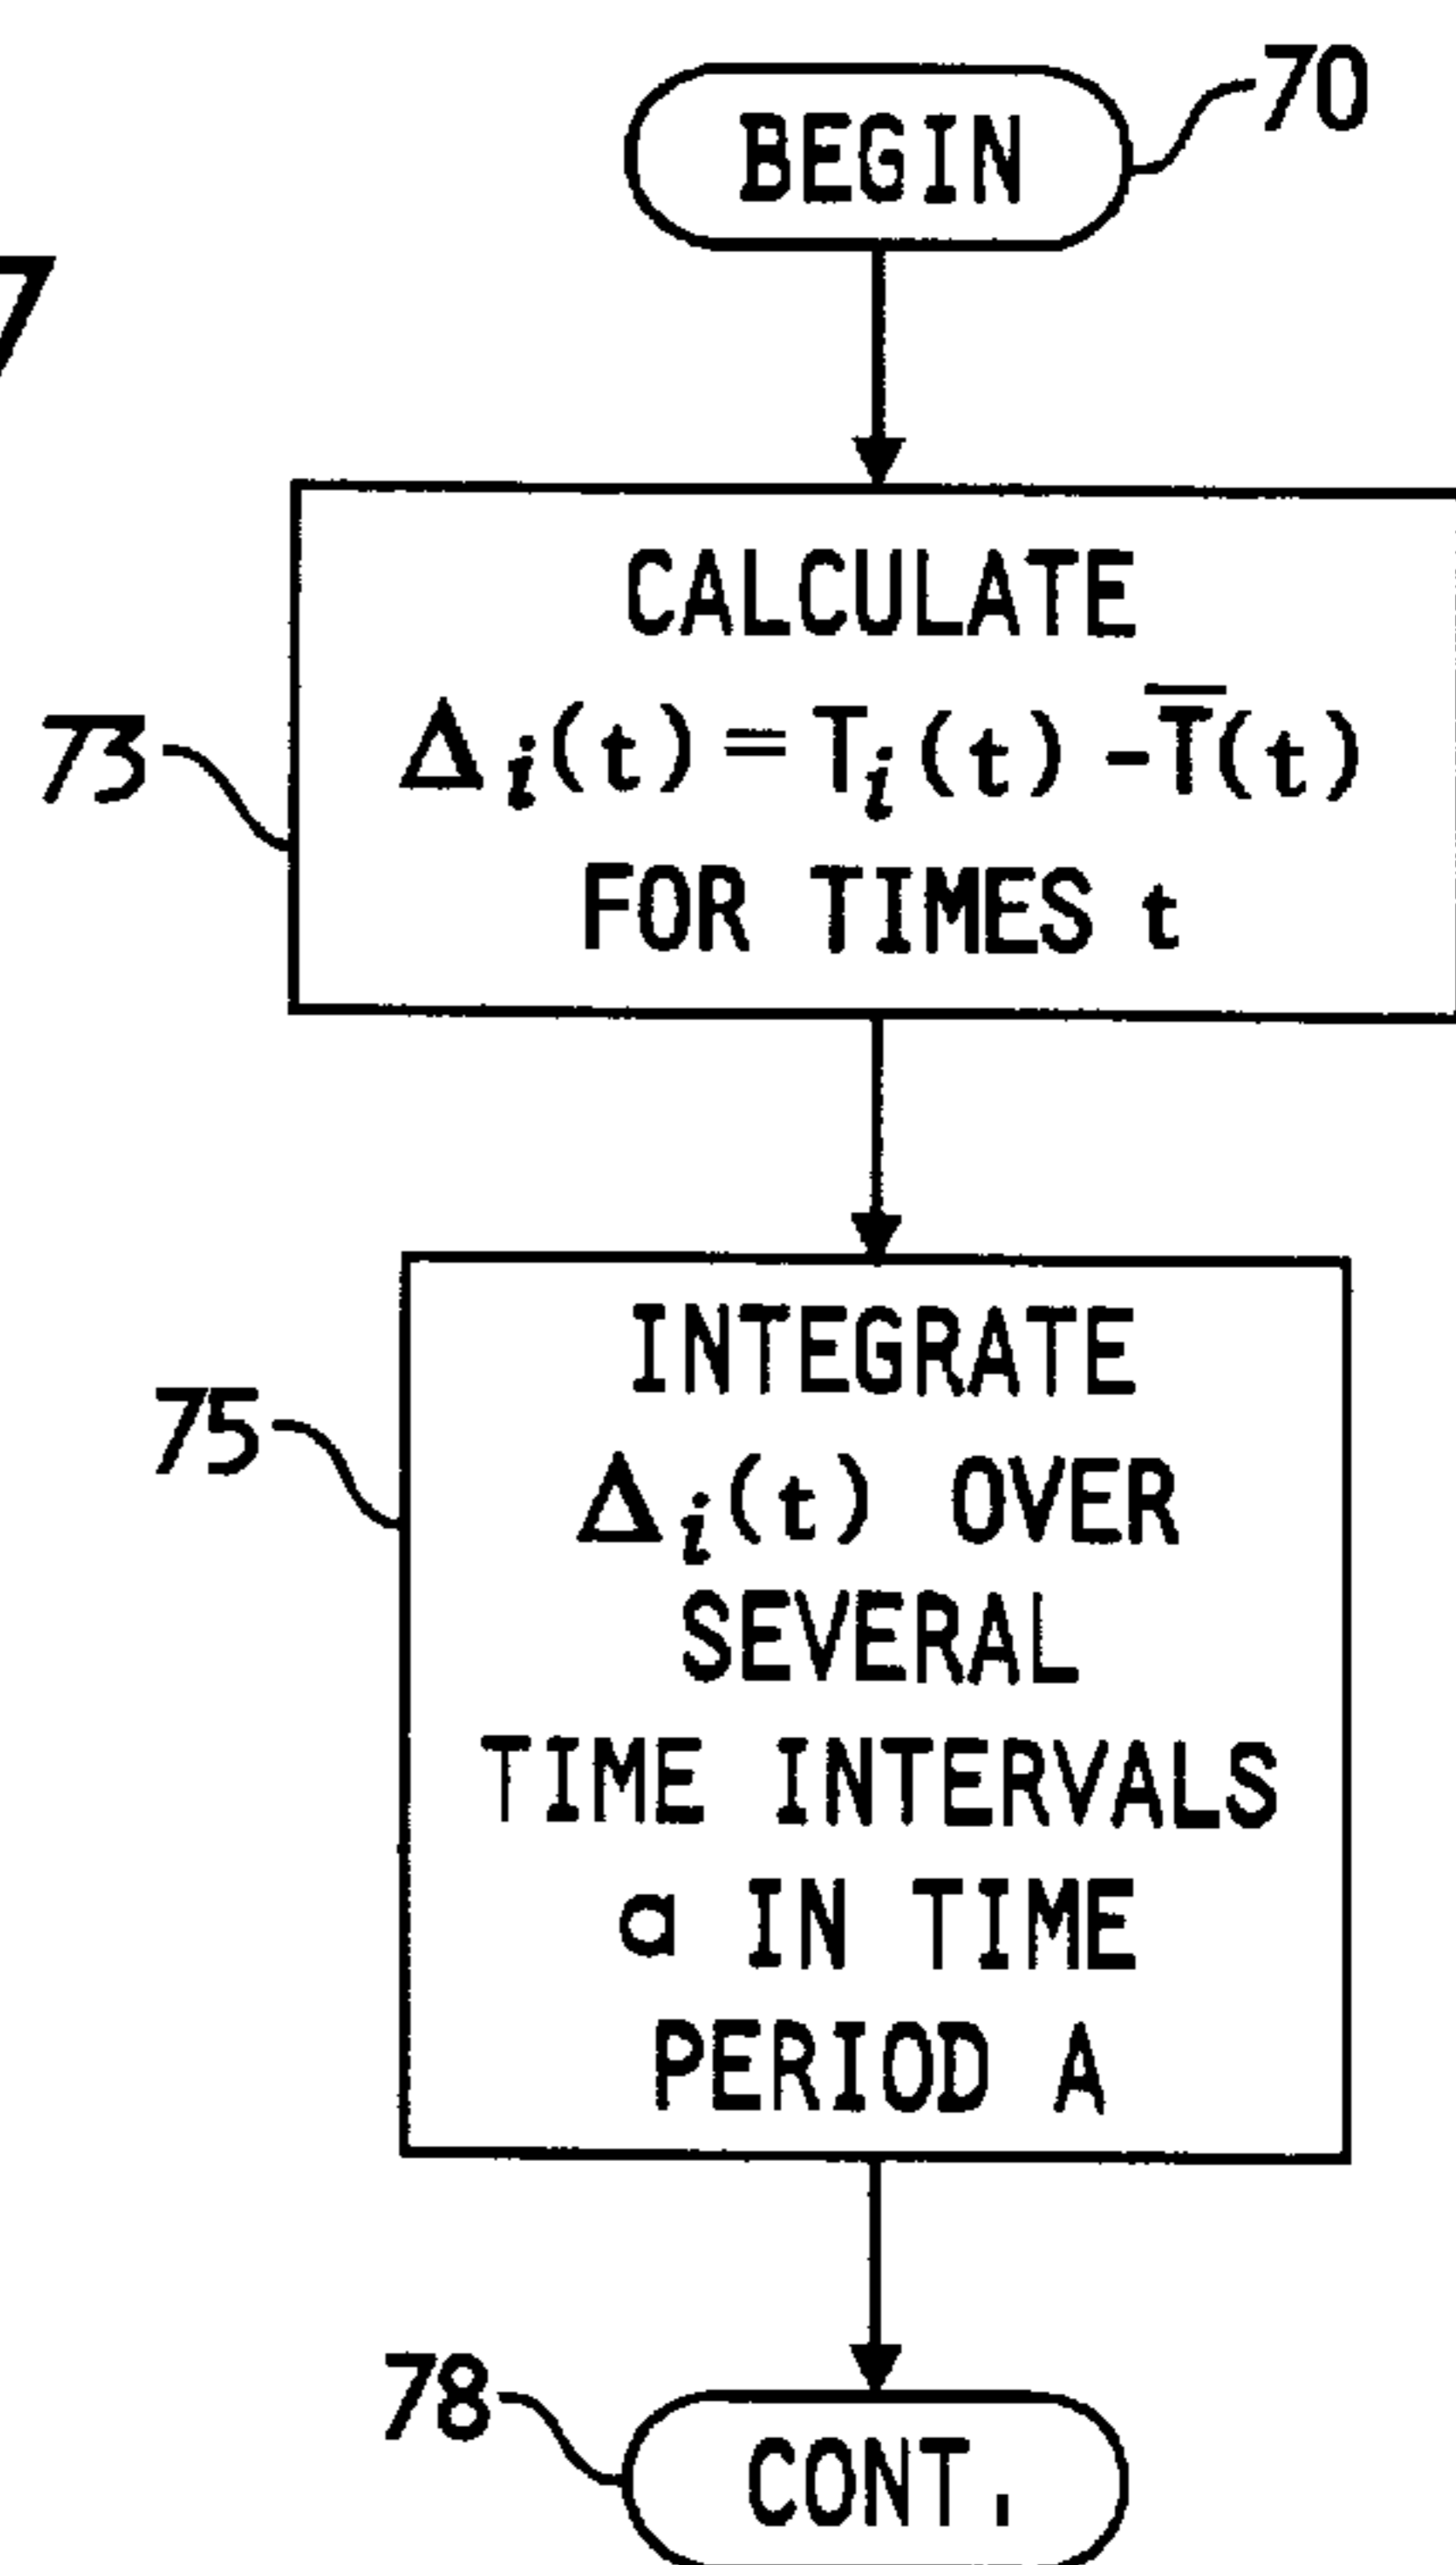 BEGIN
70
7
CALCULATE
Δᵢ(t) = Tᵢ(t) - T̅(t)
73
FOR TIMES t
INTEGRATE
75
Δᵢ(t) OVER
SEVERAL
TIME INTERVALS
a IN TIME
PERIOD A
78
CONT.